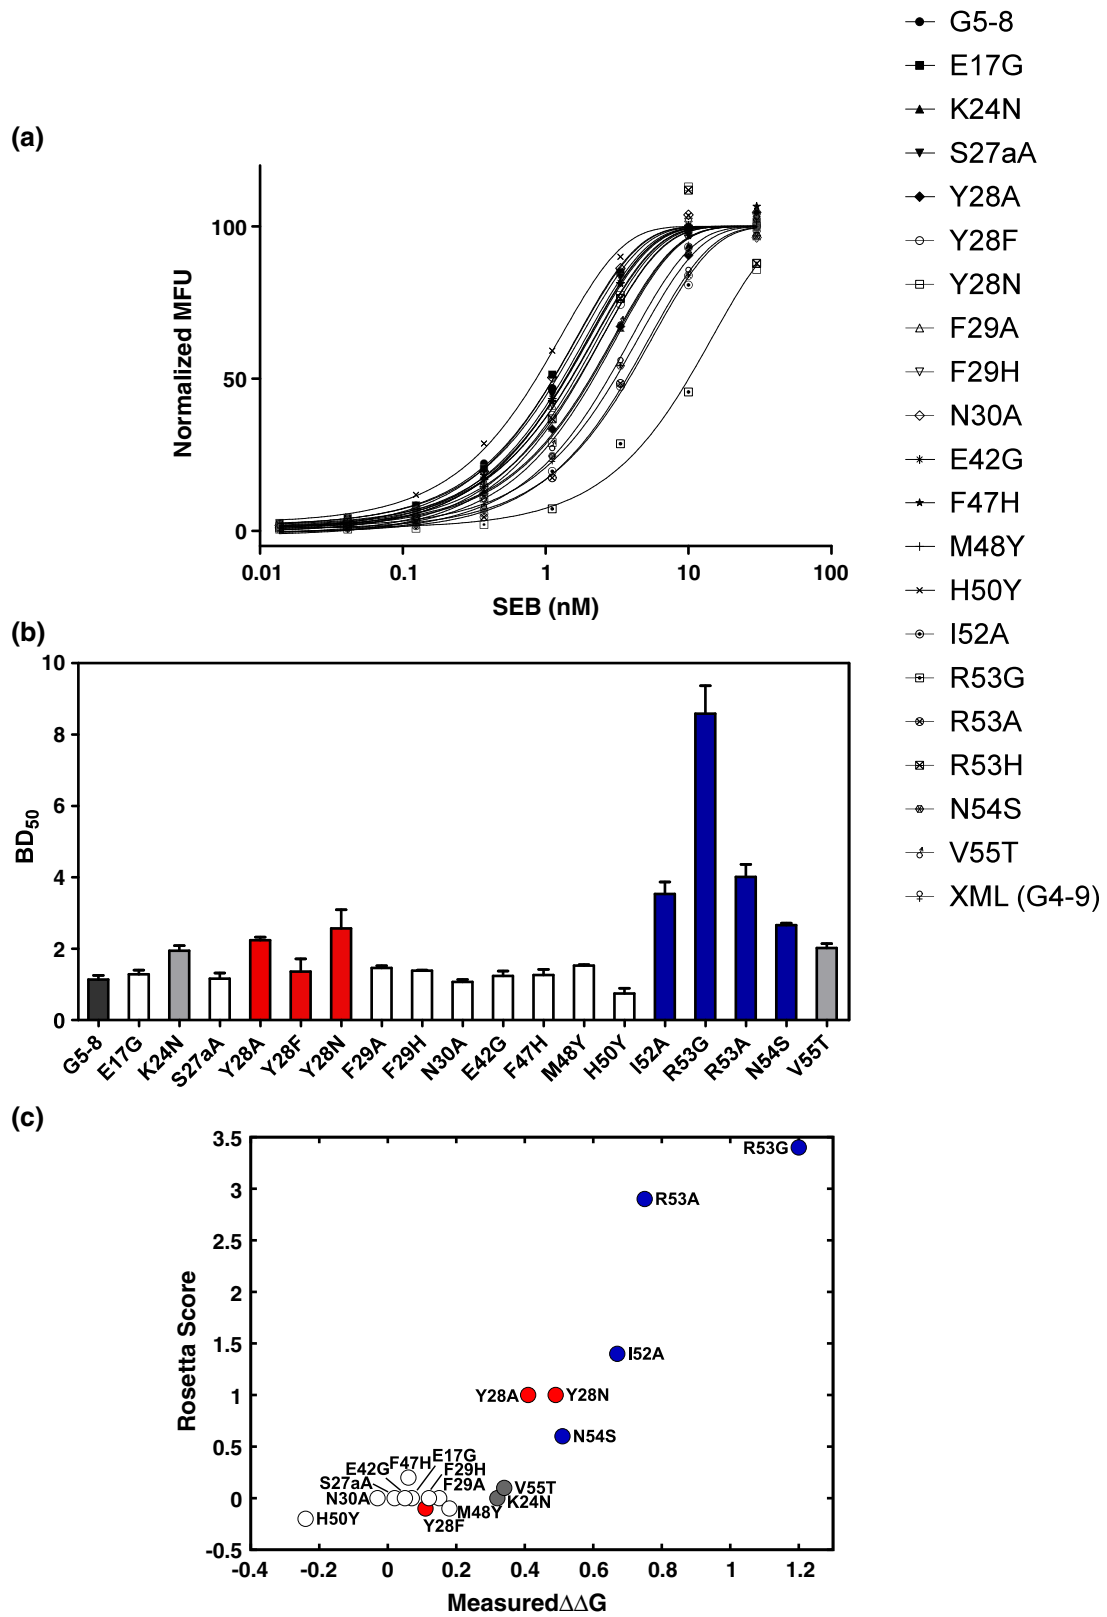 G5-8
E17G
K24N
S27aA
Y28A
Y28F
Y28N
F29A
F29H
N30A
E42G
F47H
M48Y
H50Y
I52A
R53G
R53A
R53H
N54S
V55T
XML (G4-9)
(a)
Normalized MFU
100
50
0
0.01
0.1
1
10
100
SEB (nM)
(b)
BD50
10
8
6
4
2
0
G5-8
E17G
K24N
S27aA
Y28A
Y28F
Y28N
F29A
F29H
N30A
E42G
F47H
M48Y
H50Y
I52A
R53G
R53A
N54S
V55T
(c)
Rosetta Score
3.5
3
2.5
2
1.5
1
0.5
0
-0.5
R53G
R53A
I52A
Y28A
Y28N
N54S
E17G
F47H
E42G
F29H
S27aA
F29A
V55T
N30A
K24N
M48Y
H50Y
Y28F
-0.4
-0.2
0
0.2
0.4
0.6
0.8
1
1.2
Measured∆∆G